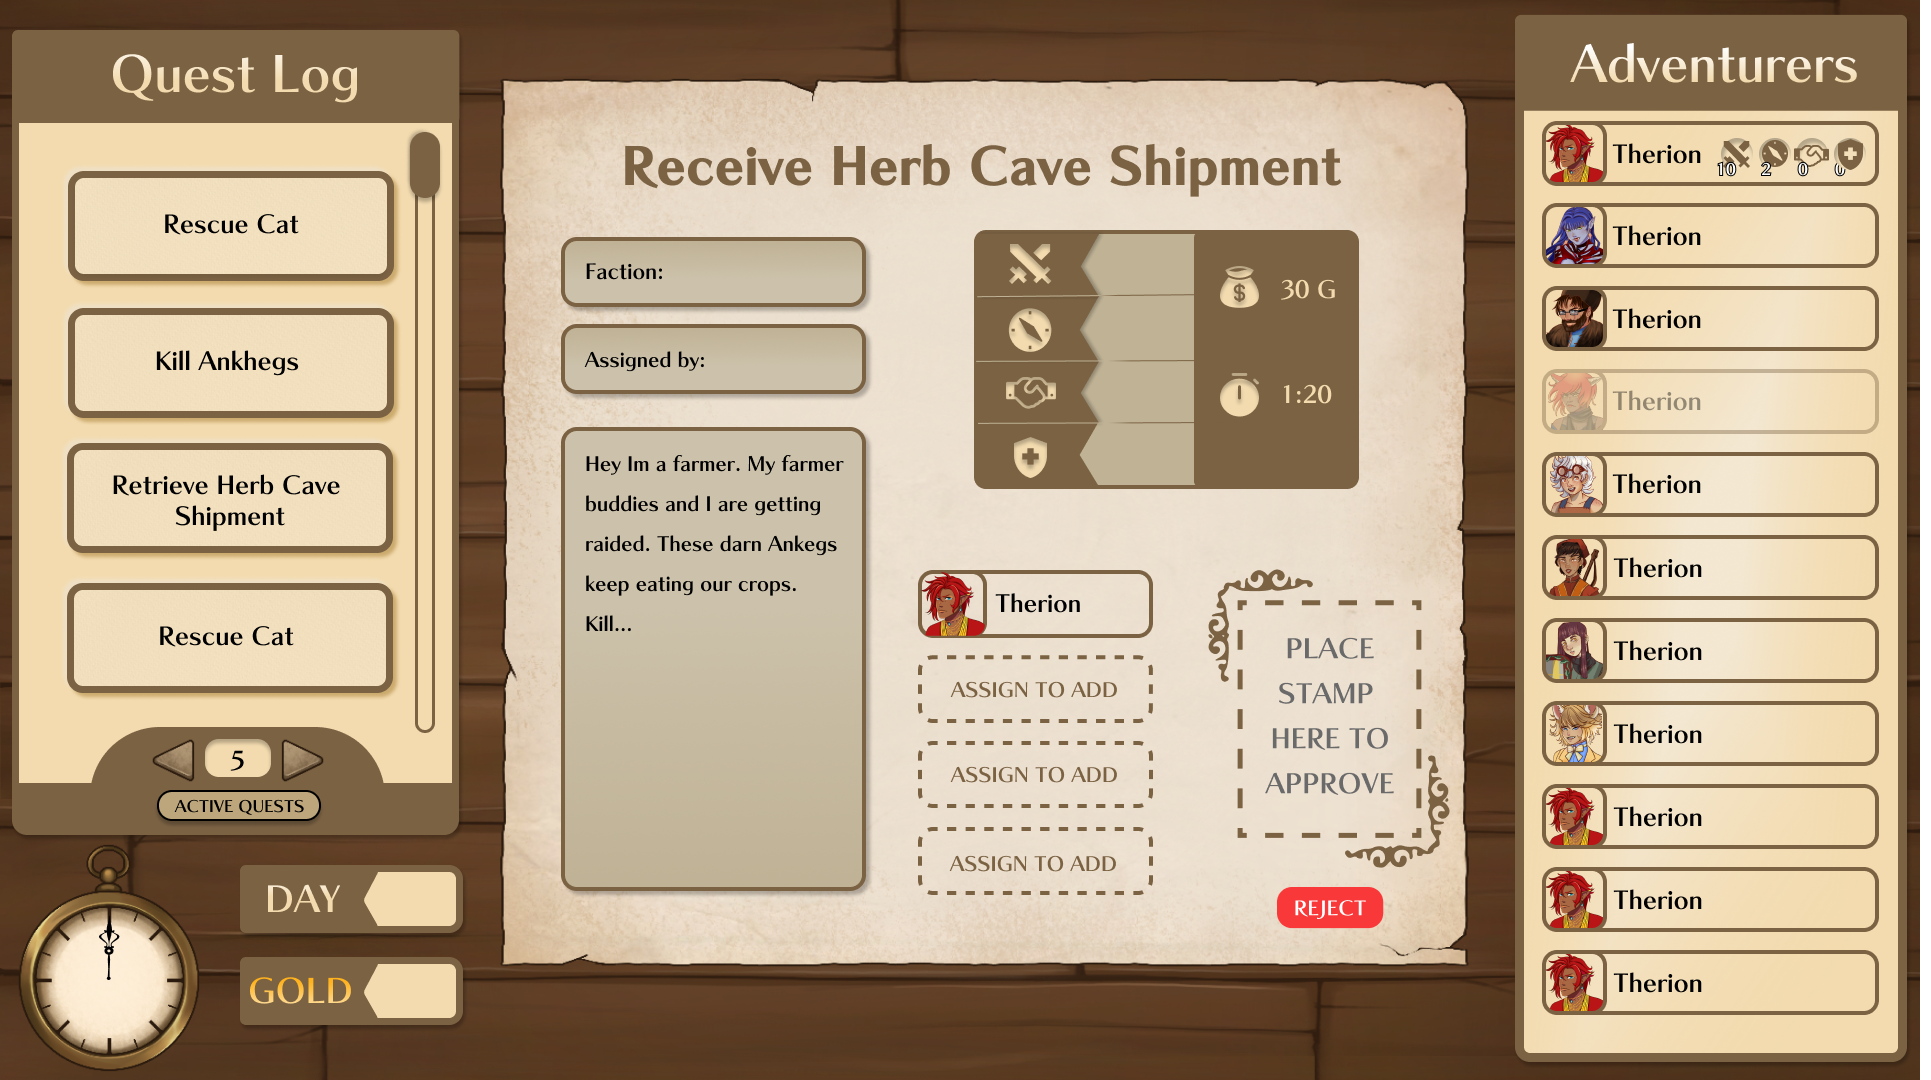 Quest Log
Rescue Cat
Kill Ankhegs
Retrieve Herb Cave
Shipment
Rescue Cat
5
ACTIVE QUESTS
DAY
GOLD
Receive Herb Cave Shipment
Faction:
Assigned by:
Hey Im a farmer. My farmer
buddies and I are getting
raided. These darn Ankegs
keep eating our crops.
Kill...
$ 30 G
1:20
Therion
ASSIGN TO ADD
ASSIGN TO ADD
ASSIGN TO ADD
PLACE
STAMP
HERE TO
APPROVE
REJECT
Adventurers
Therion
10 2 0 0
Therion
Therion
Therion
Therion
Therion
Therion
Therion
Therion
Therion
Therion